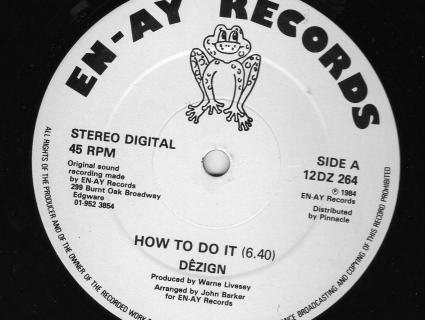 EN-AY RECORDS
STEREO DIGITAL
45 RPM
Original sound
recording made
by EN-AY Records
299 Burnt Oak Broadway
Edgware
01-952 3854
SIDE A
12DZ 264
℗ 1984
EN-AY Records
Distributed
by Pinnacle
HOW TO DO IT (6.40)
DÊZIGN
Produced by Warne Livesey
Arranged by John Barker
for EN-AY Records
ALL RIGHTS OF THE PRODUCER AND OF THE OWNER OF THE RECORDED WORK
BROADCASTING AND COPYING OF THIS RECORD PROHIBITED